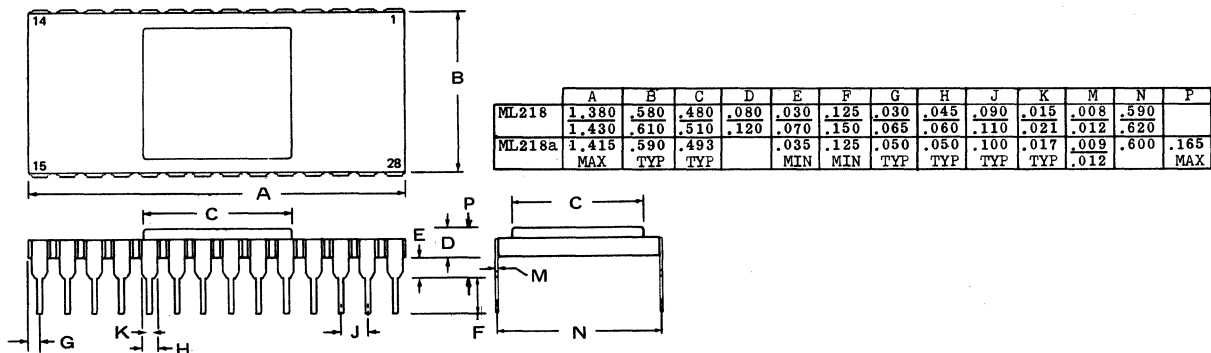 14 1
B
15 28
A
C
P
E
D
K
G
H
J
F
C
M
N
A B C D E F G H J K M N P
ML218 1.380 .580 .480 .080 .030 .125 .030 .045 .090 .015 .008 .590
1.430 .610 .510 .120 .070 .150 .065 .060 .110 .021 .012 .620
ML218a 1.415 .590 .493 .035 .125 .050 .050 .100 .017 .009 .600 .165
MAX TYP TYP MIN MIN TYP TYP TYP TYP .012 MAX